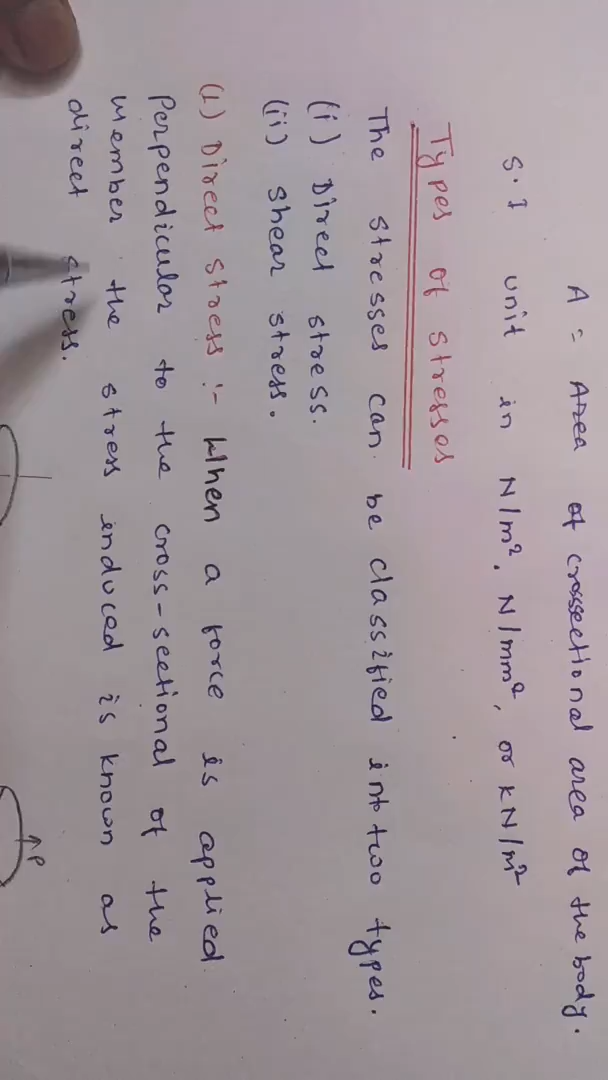 A = Area of crossectional area of the body.
S.I unit in N/m², N/mm², or kN/m²
Types of stresses
The stresses can be classified into two types.
(i) Direct stress.
(ii) shear stress.
(1) Direct stress :- When a force is applied
Perpendicular to the cross-sectional of the
member the stress induced is known as
direct stress.
P